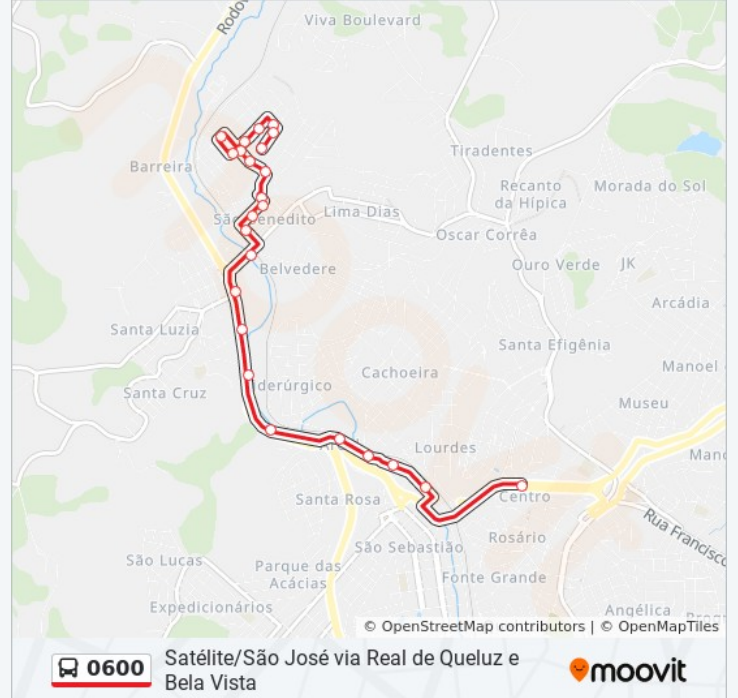 Rodo
Viva Boulevard
Tiradentes
Barreira
Recanto
da Hípica
Morada do Sol
São Benedito
Lima Dias
Oscar Corrêa
Belvedere
Ouro Verde
JK
Arcádia
Santa Luzia
Santa Efigênia
Manoel
Cachoeira
Santa Cruz
iderúrgico
Museu
Lourdes
Mano
Santa Rosa
Centro
Rua Francisco
São Sebastião
Rosário
São Lucas
Parque das
Acácias
Fonte Grande
Expedicionários
Angélica
© OpenStreetMap contributors | © OpenMapTiles
0600
Satélite/São José via Real de Queluz e
Bela Vista
moovit